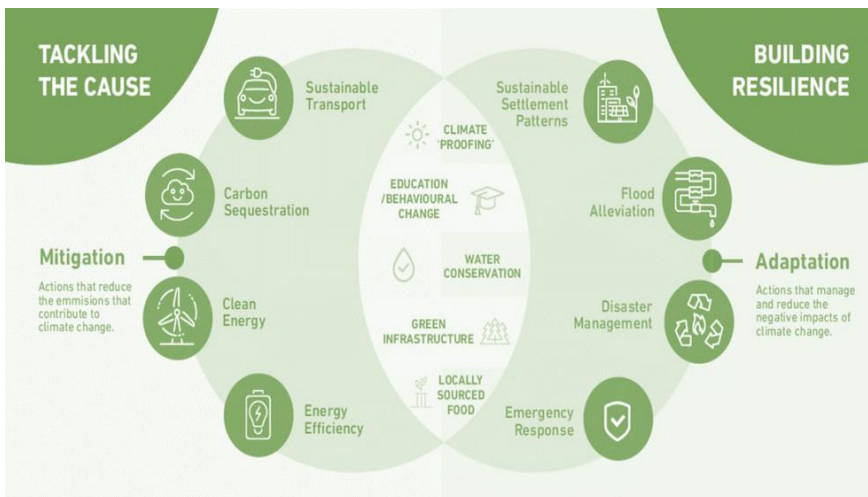 TACKLING
THE CAUSE
BUILDING
RESILIENCE
Sustainable
Transport
Sustainable
Settlement
Patterns
CLIMATE
'PROOFING'
Carbon
Sequestration
EDUCATION
/BEHAVIOURAL
CHANGE
Flood
Alleviation
Mitigation
Actions that reduce
the emmisions that
contribute to
climate change.
WATER
CONSERVATION
Adaptation
Actions that manage
and reduce the
negative impacts of
climate change.
Clean
Energy
GREEN
INFRASTRUCTURE
Disaster
Management
Energy
Efficiency
LOCALLY
SOURCED
FOOD
Emergency
Response